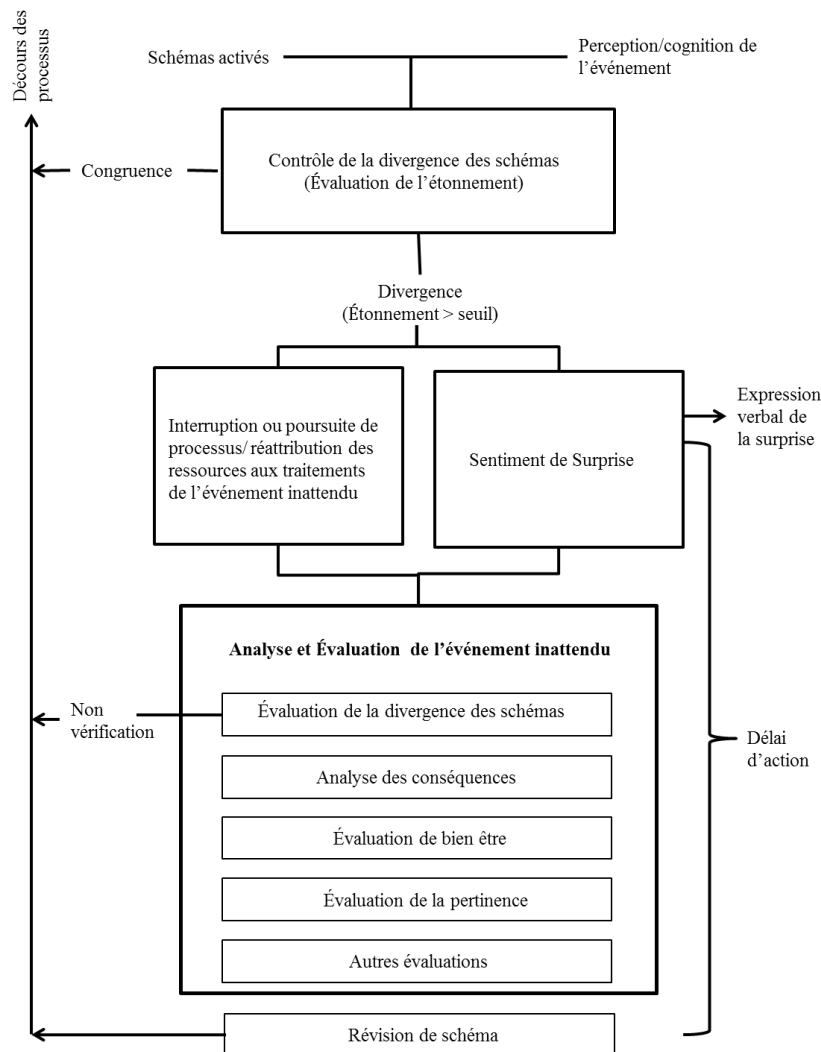 Décours des
processus
Schémas activés
Perception/cognition de
l’événement
Contrôle de la divergence des schémas
(Évaluation de l’étonnement)
Congruence
Divergence
(Étonnement > seuil)
Interruption ou poursuite de
processus/ réattribution des
ressources aux traitements
de l’événement inattendu
Sentiment de Surprise
Expression
verbal de
la surprise
Analyse et Évaluation de l’événement inattendu
Non
vérification
Évaluation de la divergence des schémas
Analyse des conséquences
Évaluation de bien être
Évaluation de la pertinence
Autres évaluations
Délai
d’action
Révision de schéma